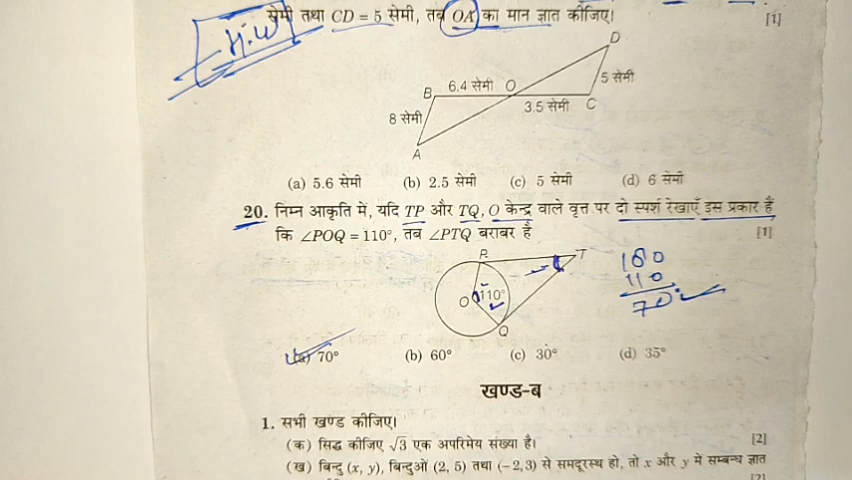 सेमी तथा CD = 5 सेमी, तब OA का मान ज्ञात कीजिए। [1]
H.W
D
B 6.4 सेमी O 5 सेमी
3.5 सेमी C
8 सेमी
A
(a) 5.6 सेमी (b) 2.5 सेमी (c) 5 सेमी (d) 6 सेमी
20. निम्न आकृति में, यदि TP और TQ, O केन्द्र वाले वृत्त पर दो स्पर्श रेखाएँ इस प्रकार हैं
कि ∠POQ = 110°, तब ∠PTQ बराबर है [1]
P T
O 110°
Q
180
110
70°
(a) 70° (b) 60° (c) 30° (d) 35°
खण्ड-ब
1. सभी खण्ड कीजिए।
(क) सिद्ध कीजिए √3 एक अपरिमेय संख्या है। [2]
(ख) बिन्दु (x, y), बिन्दुओं (2, 5) तथा (−2,3) से समदूरस्थ हो, तो x और y में सम्बन्ध ज्ञात
[2]